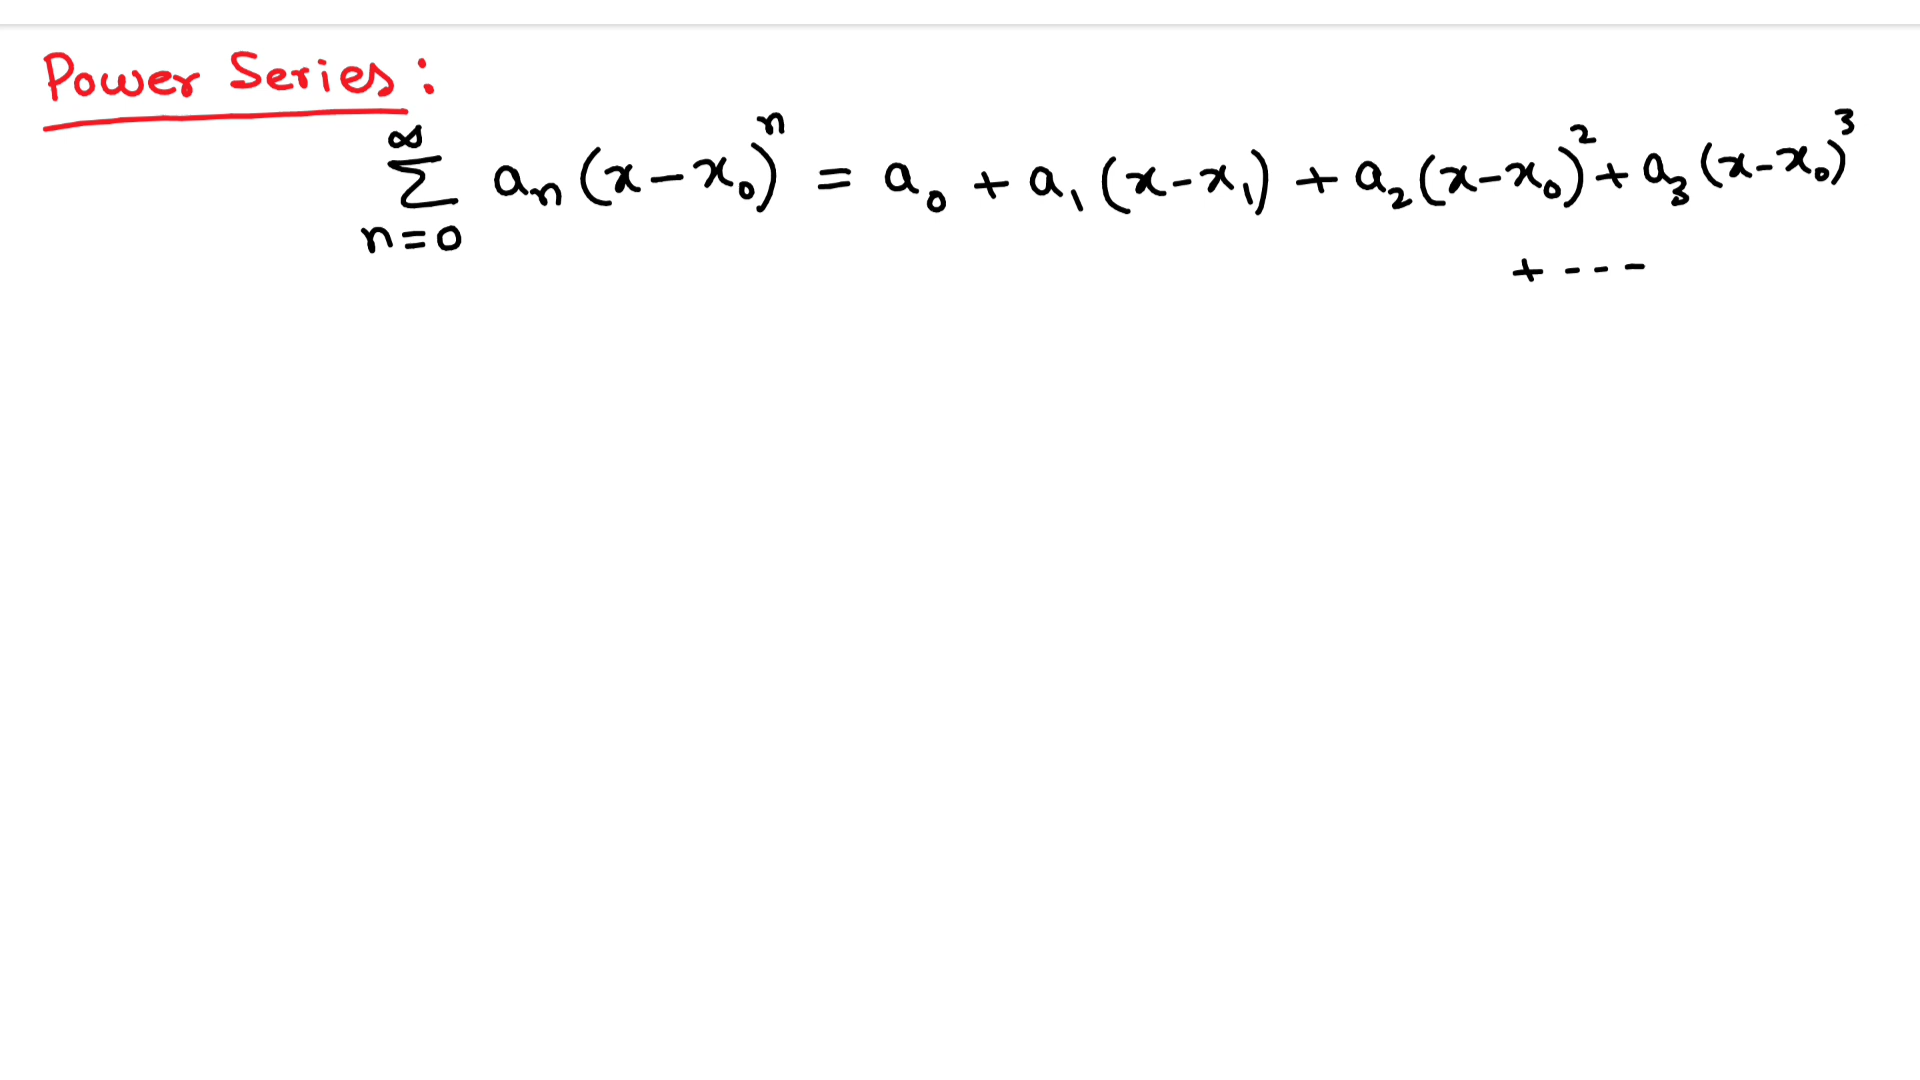 Power Series :
∞
∑ aₙ (x-x₀)ⁿ = a₀ + a₁ (x-x₁) + a₂ (x-x₀)² + a₃ (x-x₀)³
n=0
+ ---